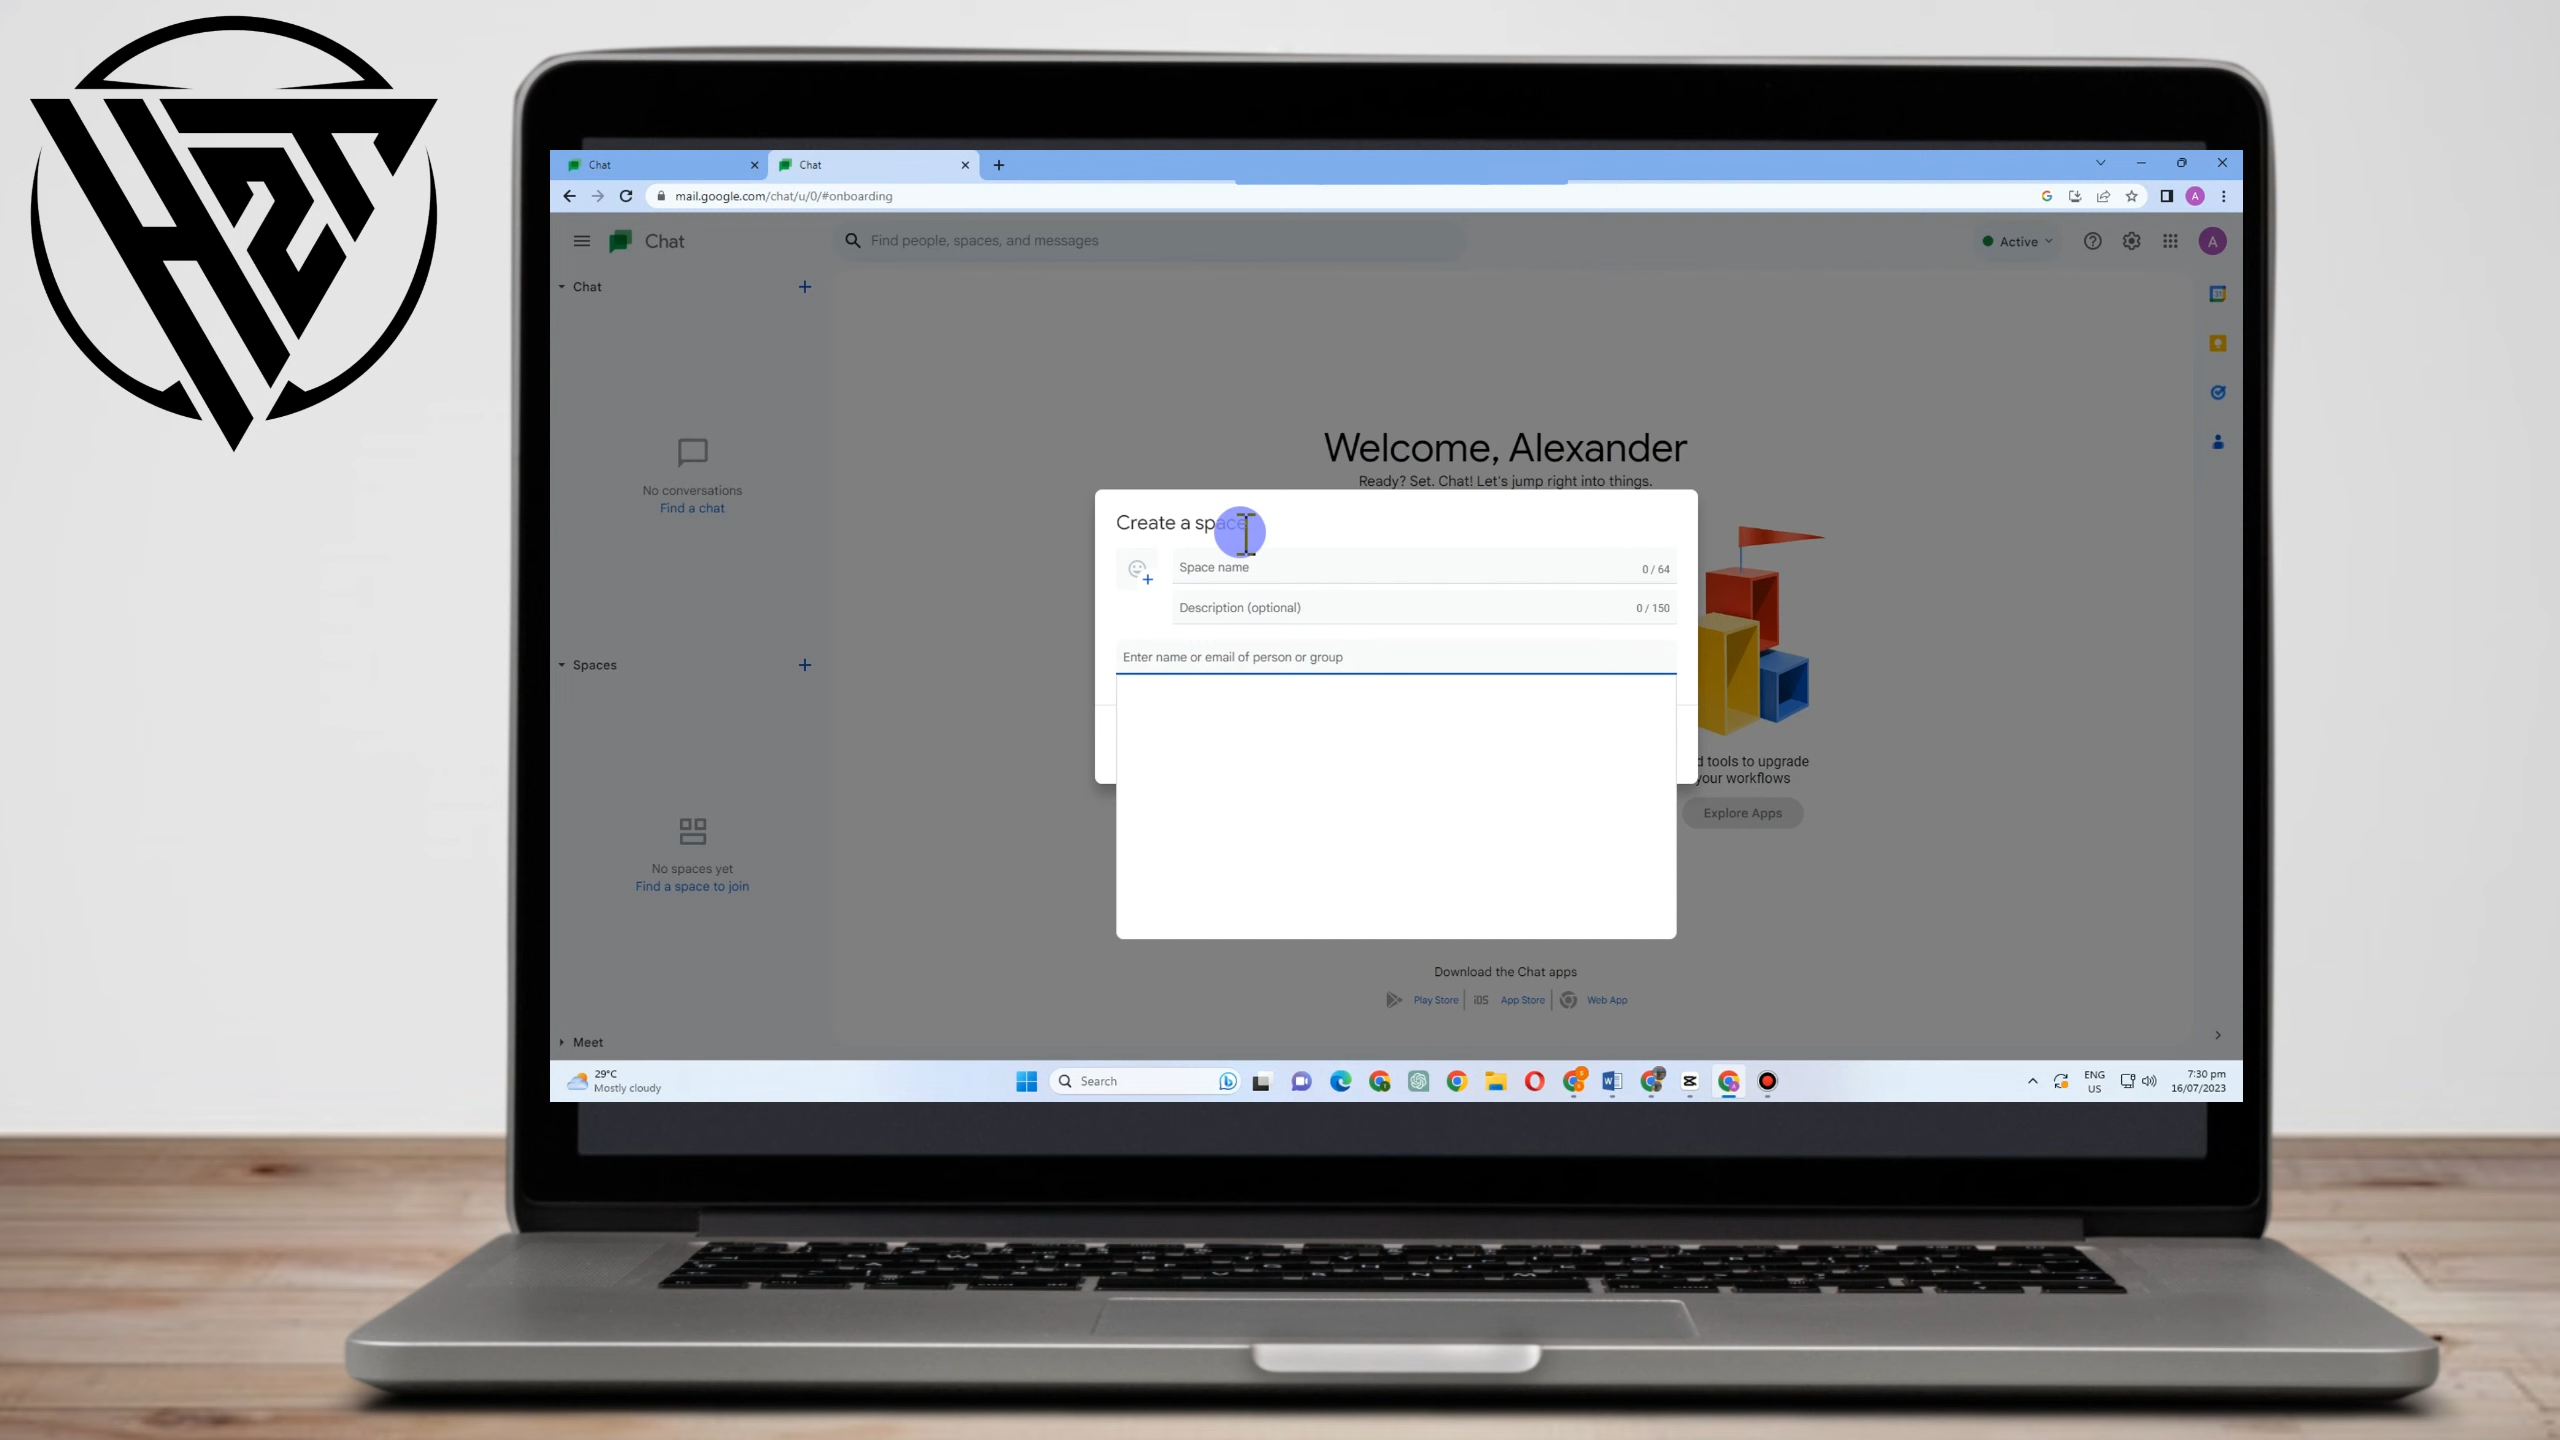 H2T
Chat
Chat
mail.google.com/chat/u/0/#onboarding
Chat
Find people, spaces, and messages
Active
A
A
Chat
No conversations
Find a chat
Welcome, Alexander
Ready? Set. Chat! Let's jump right into things.
Create a space
Space name
0 / 64
Description (optional)
0 / 150
Enter name or email of person or group
Spaces
d tools to upgrade
your workflows
Explore Apps
No spaces yet
Find a space to join
Download the Chat apps
Play Store
iOS
App Store
Web App
Meet
29°C
Mostly cloudy
Search
ENG
US
7:30 pm
16/07/2023